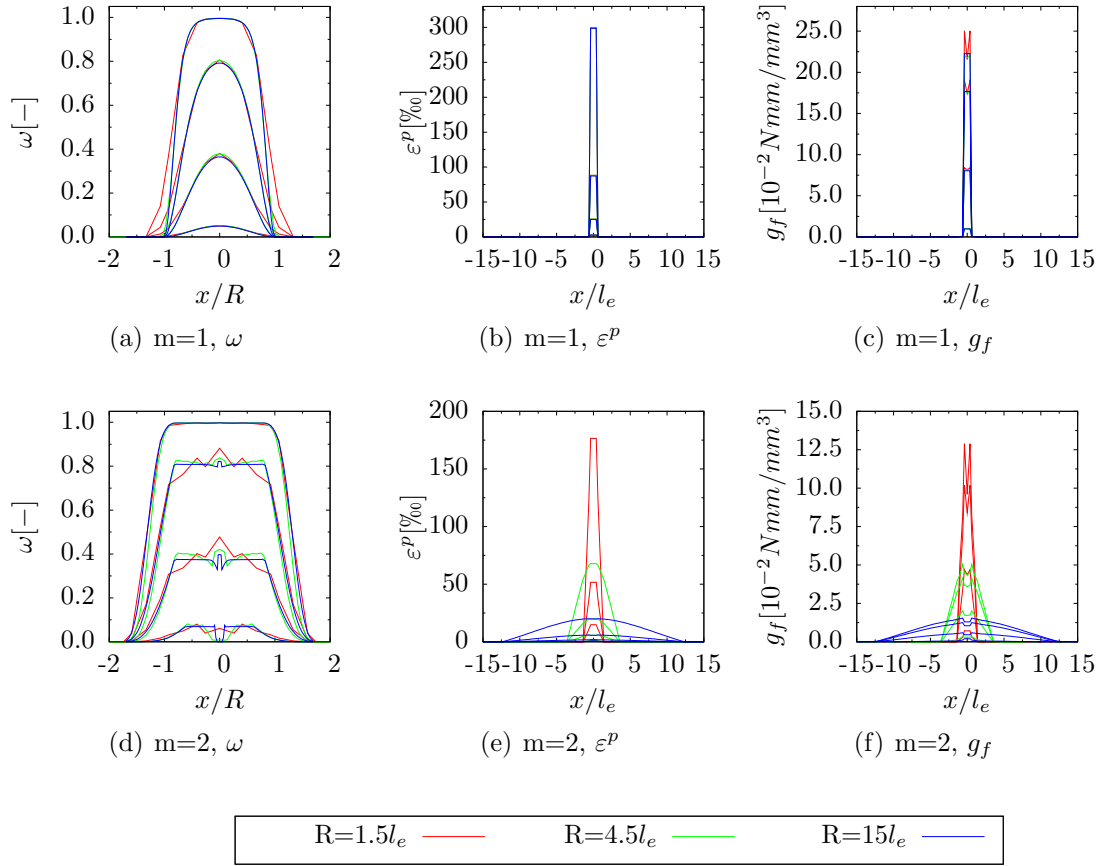 ω[−]
1.0
0.8
0.6
0.4
0.2
0.0
-2 -1 0 1 2
x/R
(a) m=1, ω
ε^p[‰]
300
250
200
150
100
50
0
-15 -10 -5 0 5 10 15
x/l_e
(b) m=1, ε^p
g_f [10^{-2} Nmm/mm^3]
25.0
20.0
15.0
10.0
5.0
0.0
-15 -10 -5 0 5 10 15
x/l_e
(c) m=1, g_f
ω[−]
1.0
0.8
0.6
0.4
0.2
0.0
-2 -1 0 1 2
x/R
(d) m=2, ω
ε^p[‰]
200
150
100
50
0
-15 -10 -5 0 5 10 15
x/l_e
(e) m=2, ε^p
g_f [10^{-2} Nmm/mm^3]
15.0
12.5
10.0
7.5
5.0
2.5
0.0
-15 -10 -5 0 5 10 15
x/l_e
(f) m=2, g_f
R=1.5l_e R=4.5l_e R=15l_e